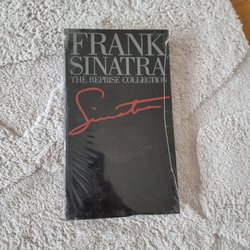 FRANK
SINATRA
THE REPRISE COLLECTION
Sinatra